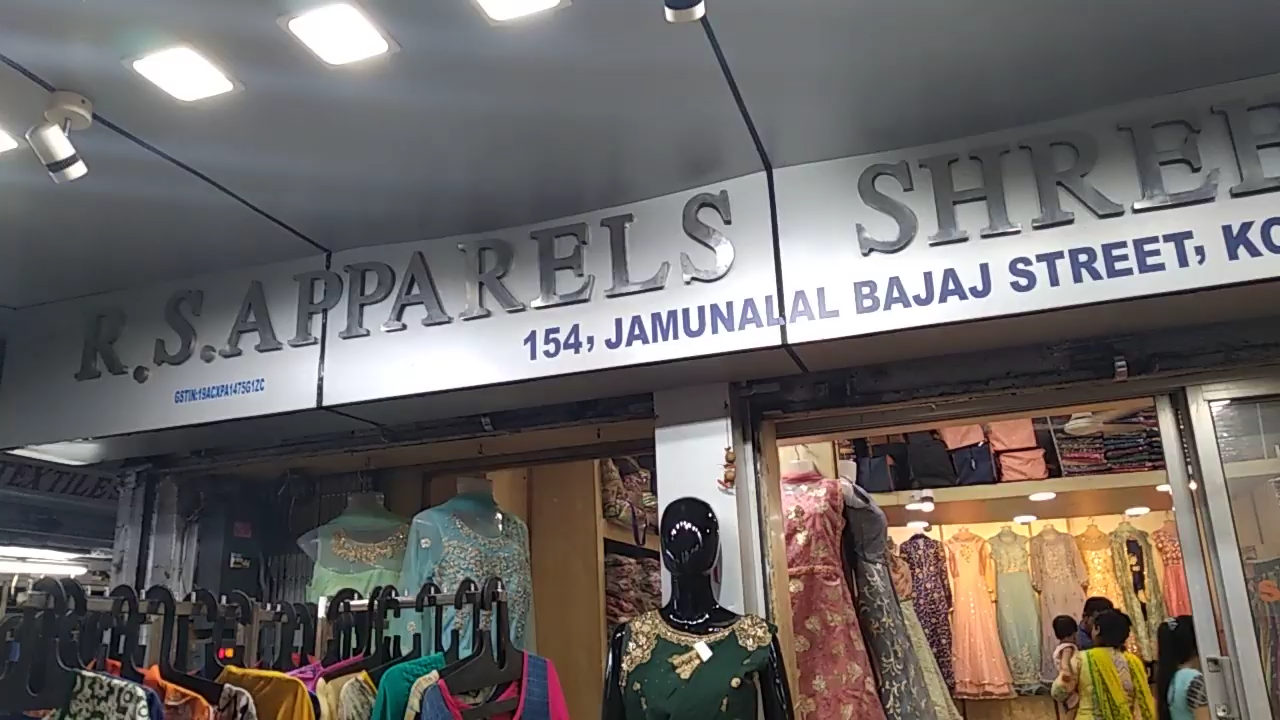 R.S.APPARELS SHREE
154, JAMUNALAL BAJAJ STREET, KO
GSTIN:19ACXPA1475G1ZC
TEXTILES